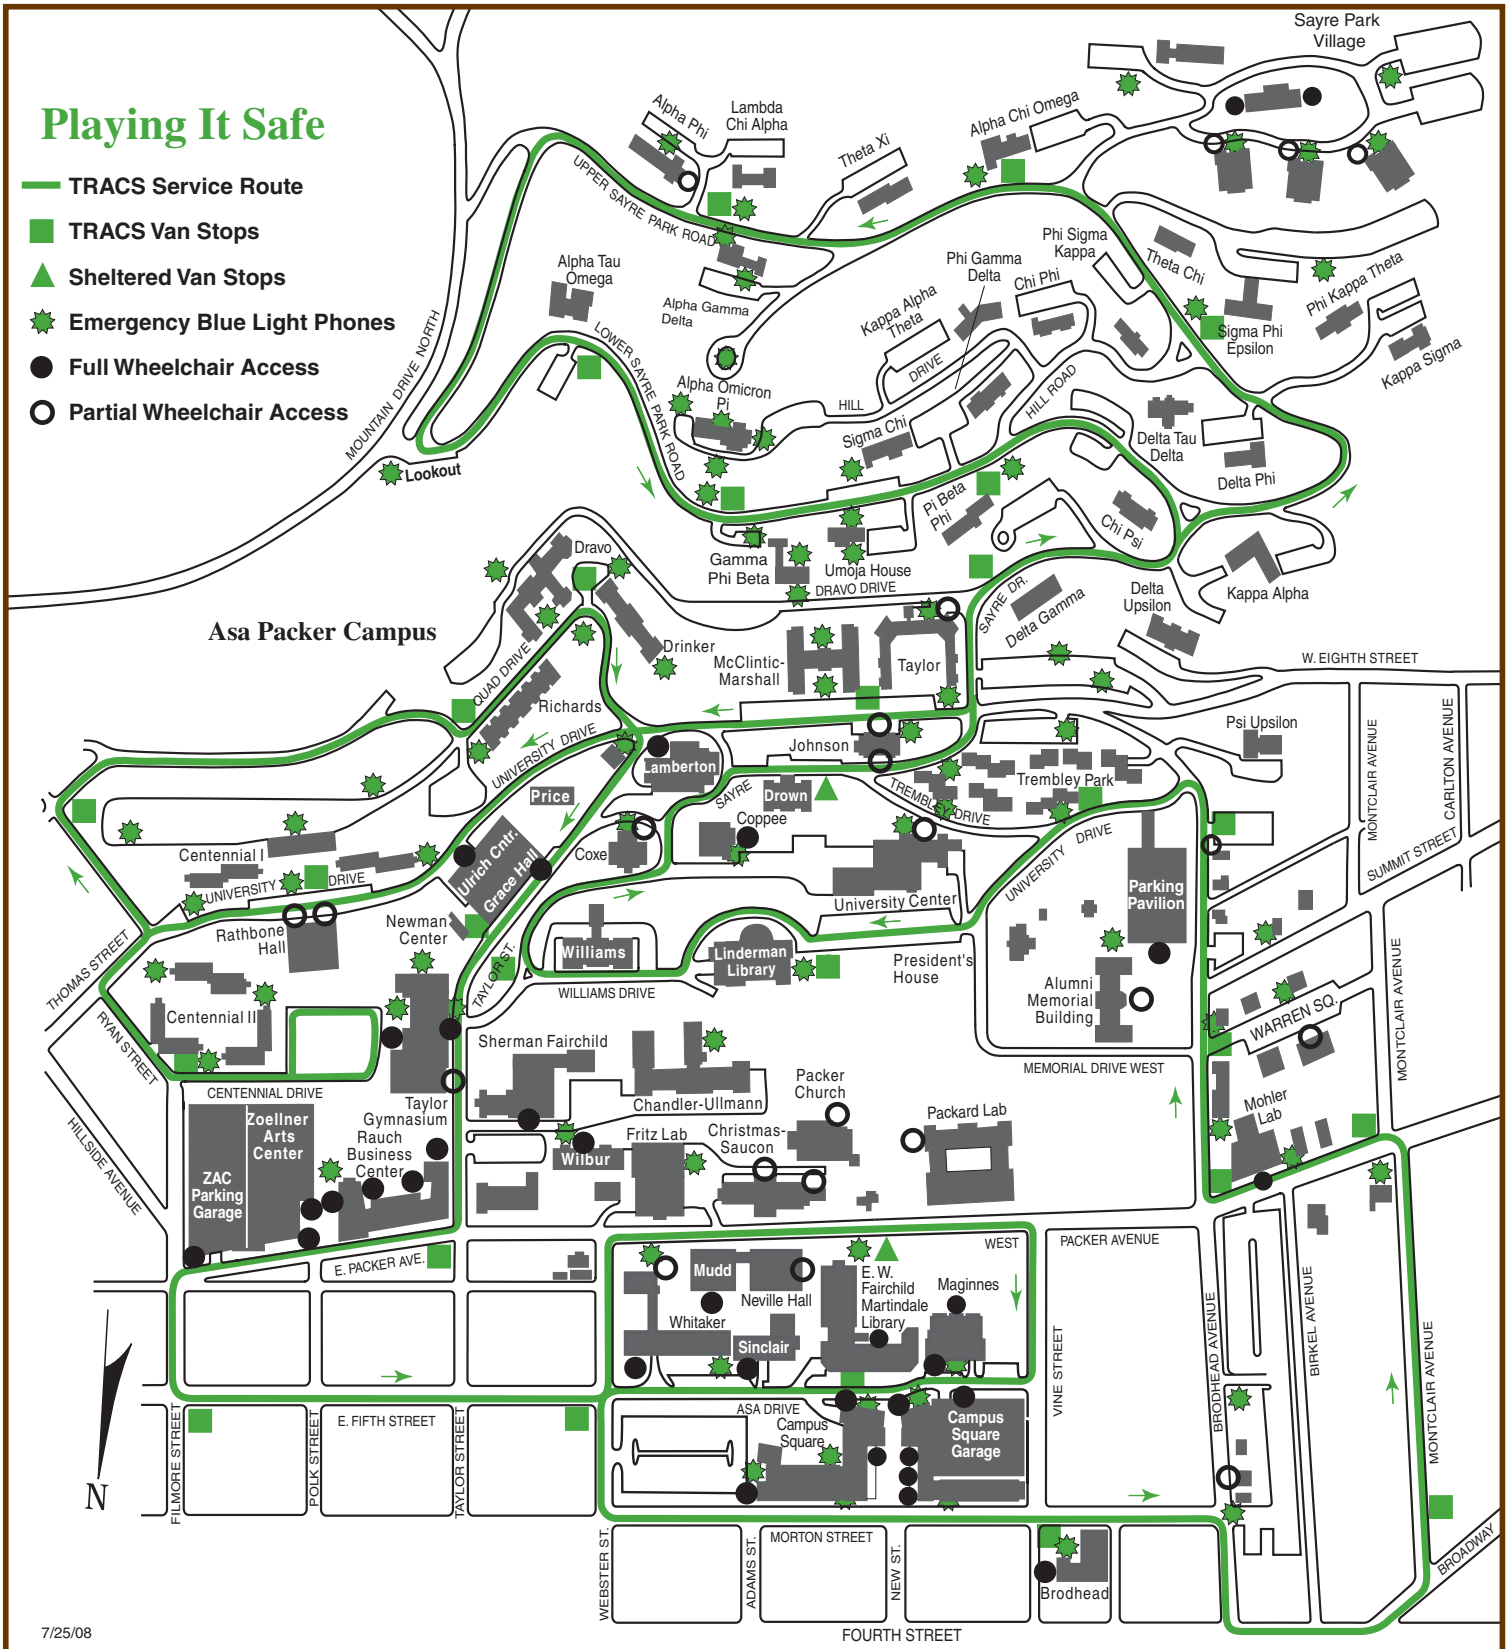 Playing It Safe
TRACS Service Route
TRACS Van Stops
Sheltered Van Stops
Emergency Blue Light Phones
Full Wheelchair Access
Partial Wheelchair Access
Sayre Park
Village
Alpha Phi
Lambda
Chi Alpha
Theta Xi
Alpha Chi Omega
UPPER SAYRE PARK ROAD
Alpha Tau
Omega
Alpha Gamma
Delta
Phi Sigma
Kappa
Theta Chi
Phi Gamma
Delta
Chi Phi
Kappa Alpha
Theta
Phi Kappa Theta
Sigma Phi
Epsilon
Kappa Sigma
MOUNTAIN DRIVE NORTH
LOWER SAYRE PARK ROAD
Alpha Omicron
Pi
HILL
DRIVE
HILL ROAD
Sigma Chi
Delta Tau
Delta
Delta Phi
Lookout
Pi Beta
Phi
Chi Psi
Gamma
Phi Beta
Umoja House
DRAVO DRIVE
Dravo
Kappa Alpha
Delta
Upsilon
Delta Gamma
SAYRE DR.
Asa Packer Campus
Drinker
McClintic-
Marshall
Taylor
W. EIGHTH STREET
QUAD DRIVE
Richards
UNIVERSITY DRIVE
Johnson
Psi Upsilon
MONTCLAIR AVENUE
CARLTON AVENUE
Lamberton
Trembley Park
Price
SAYRE
Drown
TREMBLEY DRIVE
Coppee
Coxe
UNIVERSITY DRIVE
SUMMIT STREET
Centennial I
UNIVERSITY DRIVE
Ulrich Cntr.
Grace Hall
Parking
Pavilion
University Center
Newman
Center
Rathbone
Hall
THOMAS STREET
TAYLOR ST.
Williams
Linderman
Library
President's
House
WILLIAMS DRIVE
Alumni
Memorial
Building
WARREN SQ.
MONTCLAIR AVENUE
Centennial II
RYAN STREET
Sherman Fairchild
MEMORIAL DRIVE WEST
CENTENNIAL DRIVE
Taylor
Gymnasium
Chandler-Ullmann
Packer
Church
Packard Lab
Mohler
Lab
HILLSIDE AVENUE
Zoellner
Arts
Center
Rauch
Business
Center
Fritz Lab
Christmas-
Saucon
Wilbur
ZAC
Parking
Garage
WEST
PACKER AVENUE
E. PACKER AVE.
Mudd
Neville Hall
E. W.
Fairchild
Martindale
Library
Maginnes
Whitaker
Sinclair
VINE STREET
BRODHEAD AVENUE
BIRKEL AVENUE
MONTCLAIR AVENUE
ASA DRIVE
Campus
Square
Campus
Square
Garage
FILMORE STREET
POLK STREET
E. FIFTH STREET
TAYLOR STREET
N
WEBSTER ST.
ADAMS ST.
MORTON STREET
NEW ST.
Brodhead
BROADWAY
7/25/08
FOURTH STREET